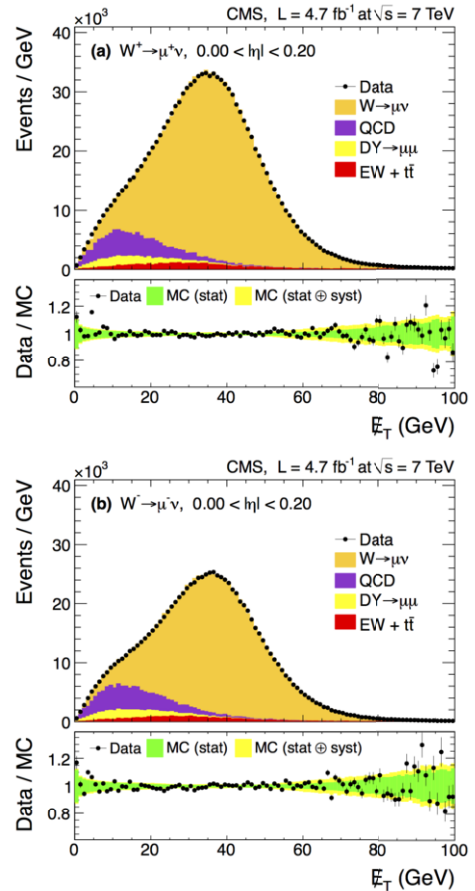 CMS, L = 4.7 fb⁻¹ at √s = 7 TeV
×10³
(a) W⁺→μ⁺ν, 0.00 < |η| < 0.20
Events / GeV
40
30
20
10
0
Data
W→μν
QCD
DY→μμ
EW + tt̄
Data / MC
1.2
1
0.8
Data MC (stat) MC (stat ⊕ syst)
0 20 40 60 80 100
E̸_T (GeV)
CMS, L = 4.7 fb⁻¹ at √s = 7 TeV
×10³
(b) W⁻→μ⁻ν, 0.00 < |η| < 0.20
Events / GeV
40
30
20
10
0
Data
W→μν
QCD
DY→μμ
EW + tt̄
Data / MC
1.2
1
0.8
Data MC (stat) MC (stat ⊕ syst)
0 20 40 60 80 100
E̸_T (GeV)